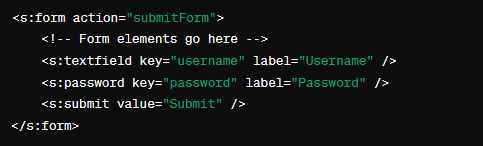 <s:form action="submitForm">
    <!-- Form elements go here -->
    <s:textfield key="username" label="Username" />
    <s:password key="password" label="Password" />
    <s:submit value="Submit" />
</s:form>